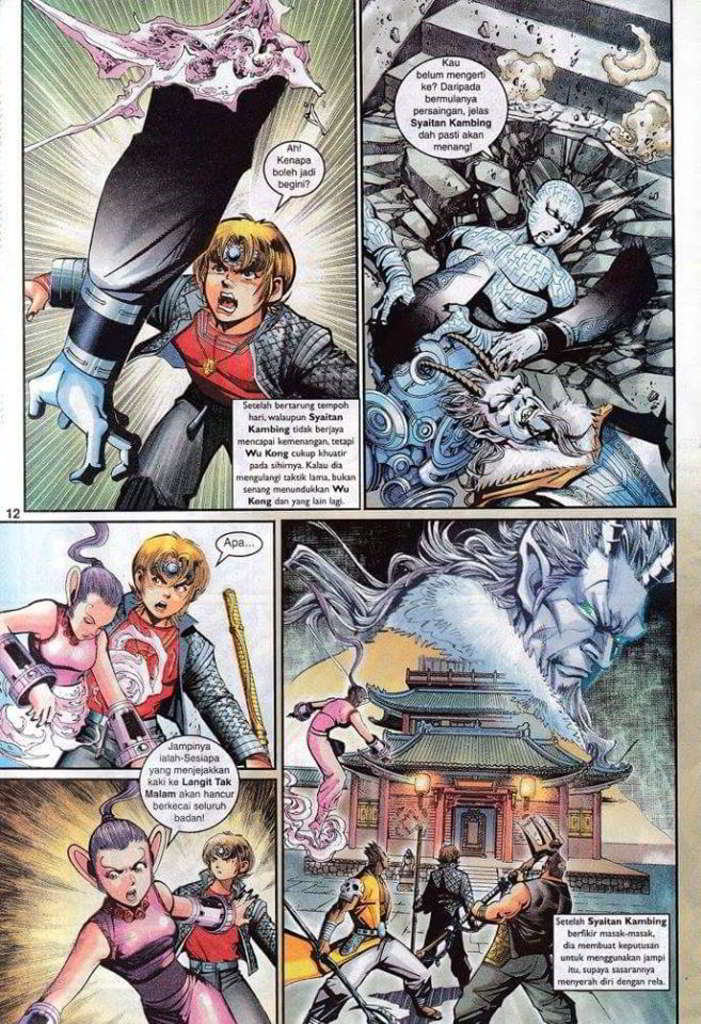 Ah!
Kenapa
boleh jadi
begini?
Setelah bertarung tempoh
hari, walaupun Syaitan
Kambing tidak berjaya
mencapai kemenangan, tetapi
Wu Kong cukup khuatir
pada sihirnya. Kalau dia
mengulangi taktik lama, bukan
senang menundukkan Wu
Kong dan yang lain lagi.
Kau
belum mengerti
ke? Daripada
bermulanya
persaingan, jelas
Syaitan Kambing
dah pasti akan
menang!
12
Apa...
Jampinya
ialah-Sesiapa
yang menjejakkan
kaki ke Langit Tak
Malam akan hancur
berkecai seluruh
badan!
Setelah Syaitan Kambing
berfikir masak-masak,
dia membuat keputusan
untuk menggunakan jampi
itu, supaya sasarannya
menyerah diri dengan rela.